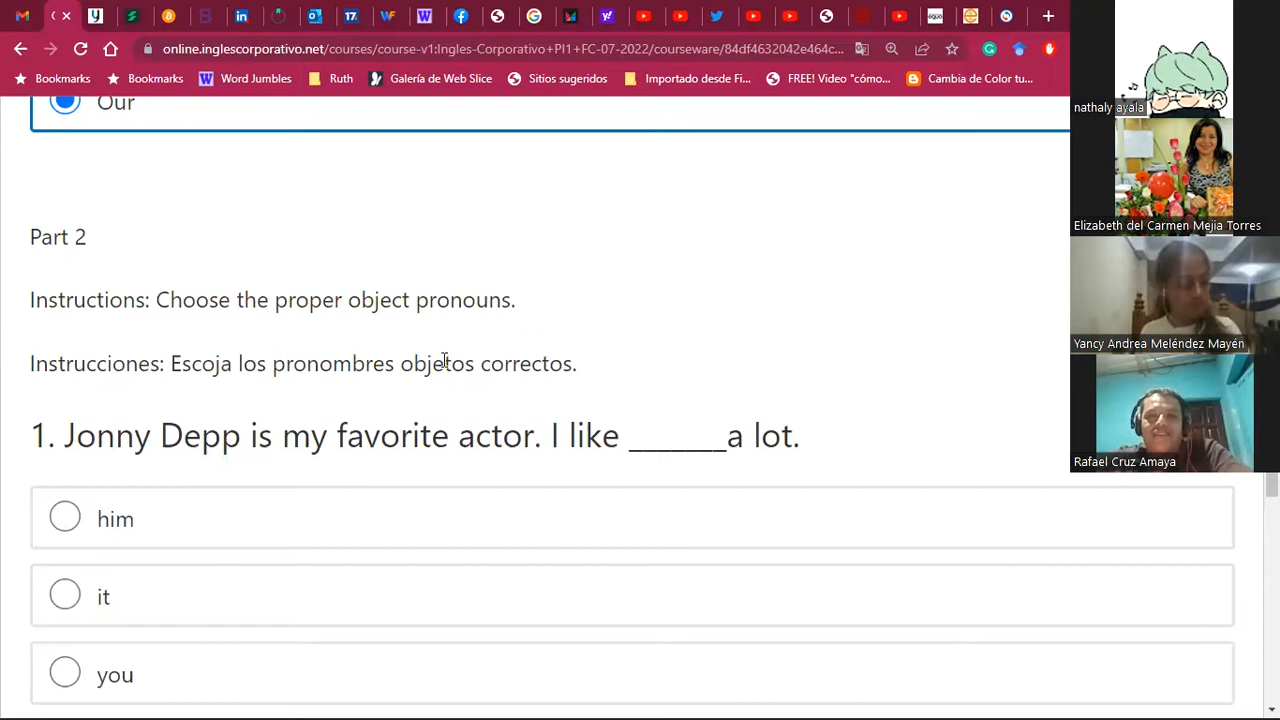 17
online.inglescorporativo.net/courses/course-v1:Ingles-Corporativo+PI1+FC-07-2022/courseware/84df4632042e464c...
Bookmarks Bookmarks Word Jumbles Ruth Galería de Web Slice Sitios sugeridos Importado desde Fi... FREE! Video "cómo... Cambia de Color tu...
Our
Part 2
Instructions: Choose the proper object pronouns.
Instrucciones: Escoja los pronombres objetos correctos.
1. Jonny Depp is my favorite actor. I like _______a lot.
him
it
you
nathaly ayala
Elizabeth del Carmen Mejia Torres
Yancy Andrea Meléndez Mayén
Rafael Cruz Amaya